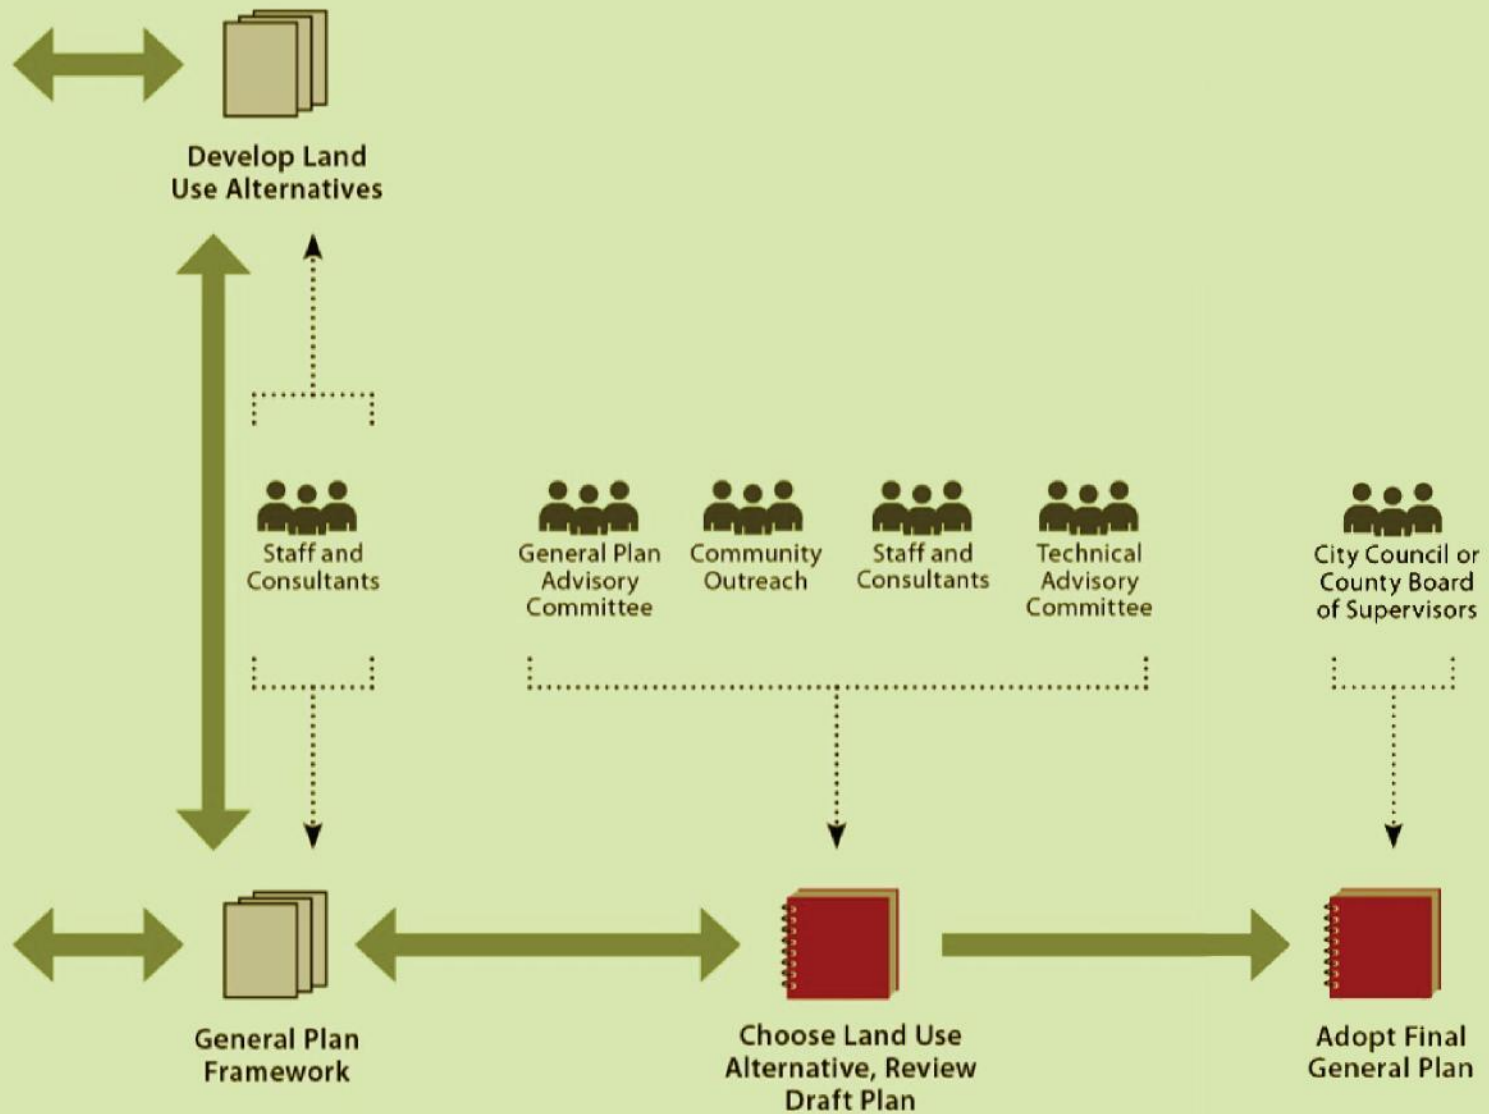 Develop Land
Use Alternatives
Staff and
Consultants
General Plan
Advisory
Committee
Community
Outreach
Staff and
Consultants
Technical
Advisory
Committee
City Council or
County Board
of Supervisors
General Plan
Framework
Choose Land Use
Alternative, Review
Draft Plan
Adopt Final
General Plan